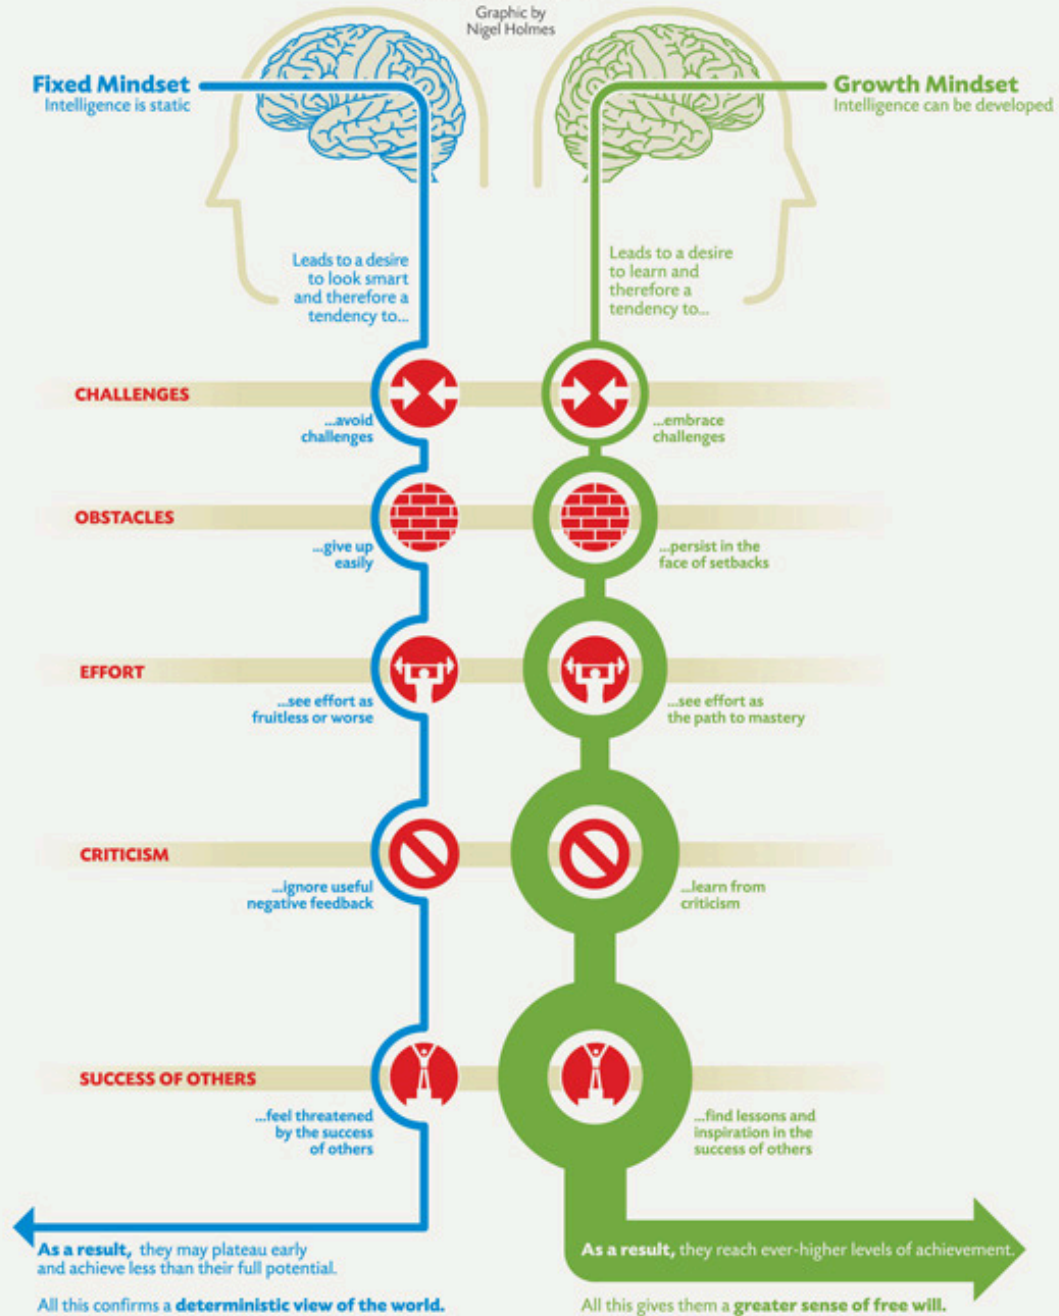 Graphic by
Nigel Holmes
Fixed Mindset
Intelligence is static
Growth Mindset
Intelligence can be developed
Leads to a desire
to look smart
and therefore a
tendency to...
Leads to a desire
to learn and
therefore a
tendency to...
CHALLENGES
...avoid
challenges
...embrace
challenges
OBSTACLES
...give up
easily
...persist in the
face of setbacks
EFFORT
...see effort as
fruitless or worse
...see effort as
the path to mastery
CRITICISM
...ignore useful
negative feedback
...learn from
criticism
SUCCESS OF OTHERS
...feel threatened
by the success
of others
...find lessons and
inspiration in the
success of others
As a result, they may plateau early
and achieve less than their full potential.
All this confirms a deterministic view of the world.
As a result, they reach ever-higher levels of achievement.
All this gives them a greater sense of free will.